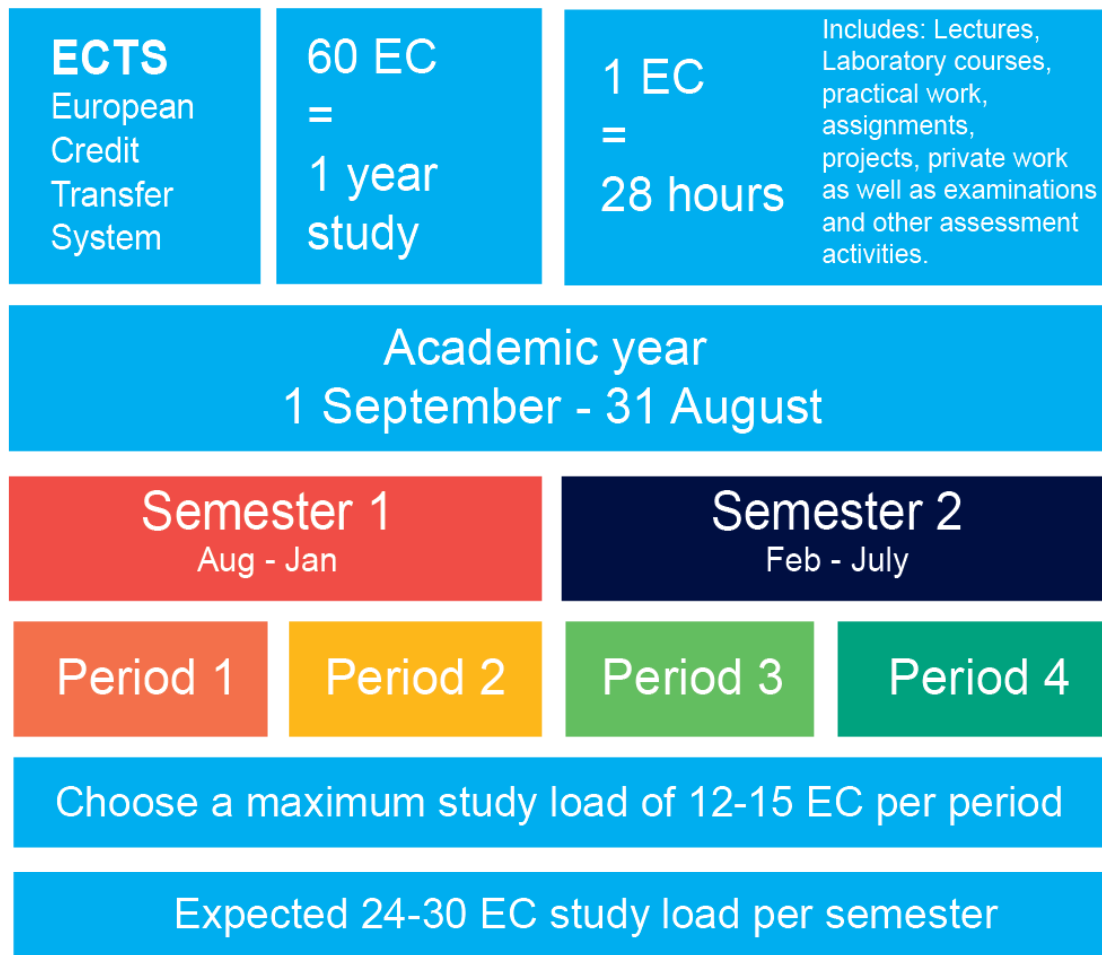 ECTS
European
Credit
Transfer
System
60 EC
=
1 year
study
1 EC
=
28 hours
Includes: Lectures,
Laboratory courses,
practical work,
assignments,
projects, private work
as well as examinations
and other assessment
activities.
Academic year
1 September - 31 August
Semester 1
Aug - Jan
Semester 2
Feb - July
Period 1
Period 2
Period 3
Period 4
Choose a maximum study load of 12-15 EC per period
Expected 24-30 EC study load per semester